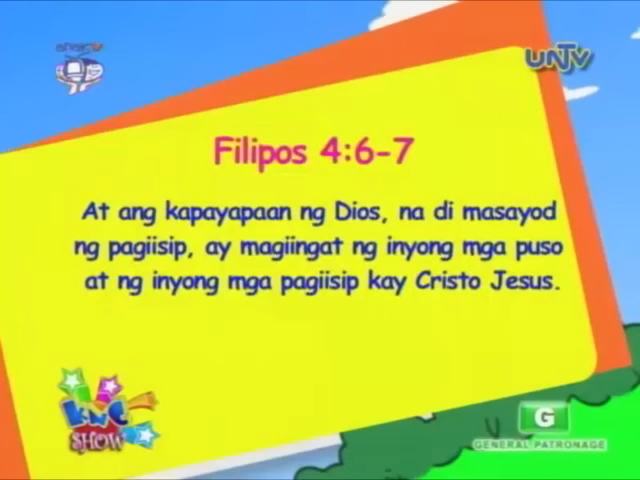 UNTV
Filipos 4:6-7
At ang kapayapaan ng Dios, na di masayod
ng pagiisip, ay magiingat ng inyong mga puso
at ng inyong mga pagiisip kay Cristo Jesus.
KNC
SHOW
G
GENERAL PATRONAGE